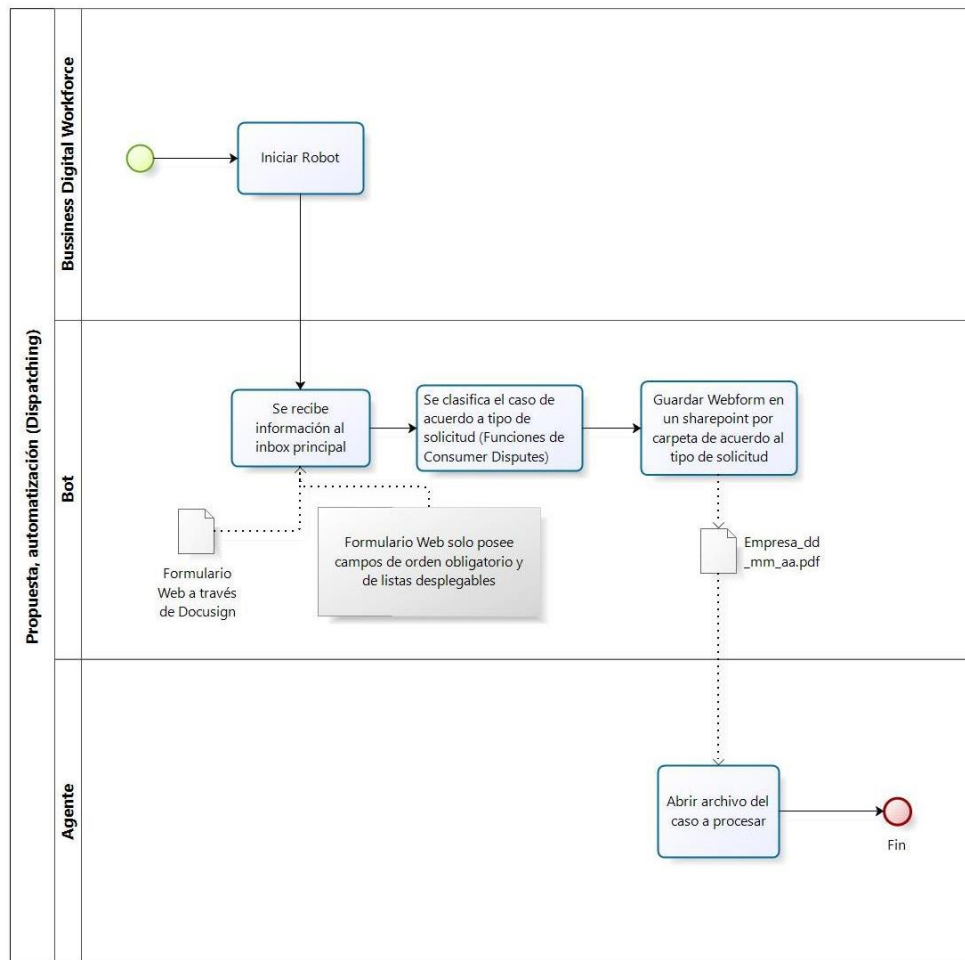 Propuesta, automatización (Dispatching)
Bussiness Digital Workforce
Iniciar Robot
Bot
Se recibe
información al
inbox principal
Se clasifica el caso de
acuerdo a tipo de
solicitud (Funciones de
Consumer Disputes)
Guardar Webform en
un sharepoint por
carpeta de acuerdo al
tipo de solicitud
Formulario
Web a través
de Docusign
Formulario Web solo posee
campos de orden obligatorio y
de listas desplegables
Empresa_dd
_mm_aa.pdf
Agente
Abrir archivo del
caso a procesar
Fin